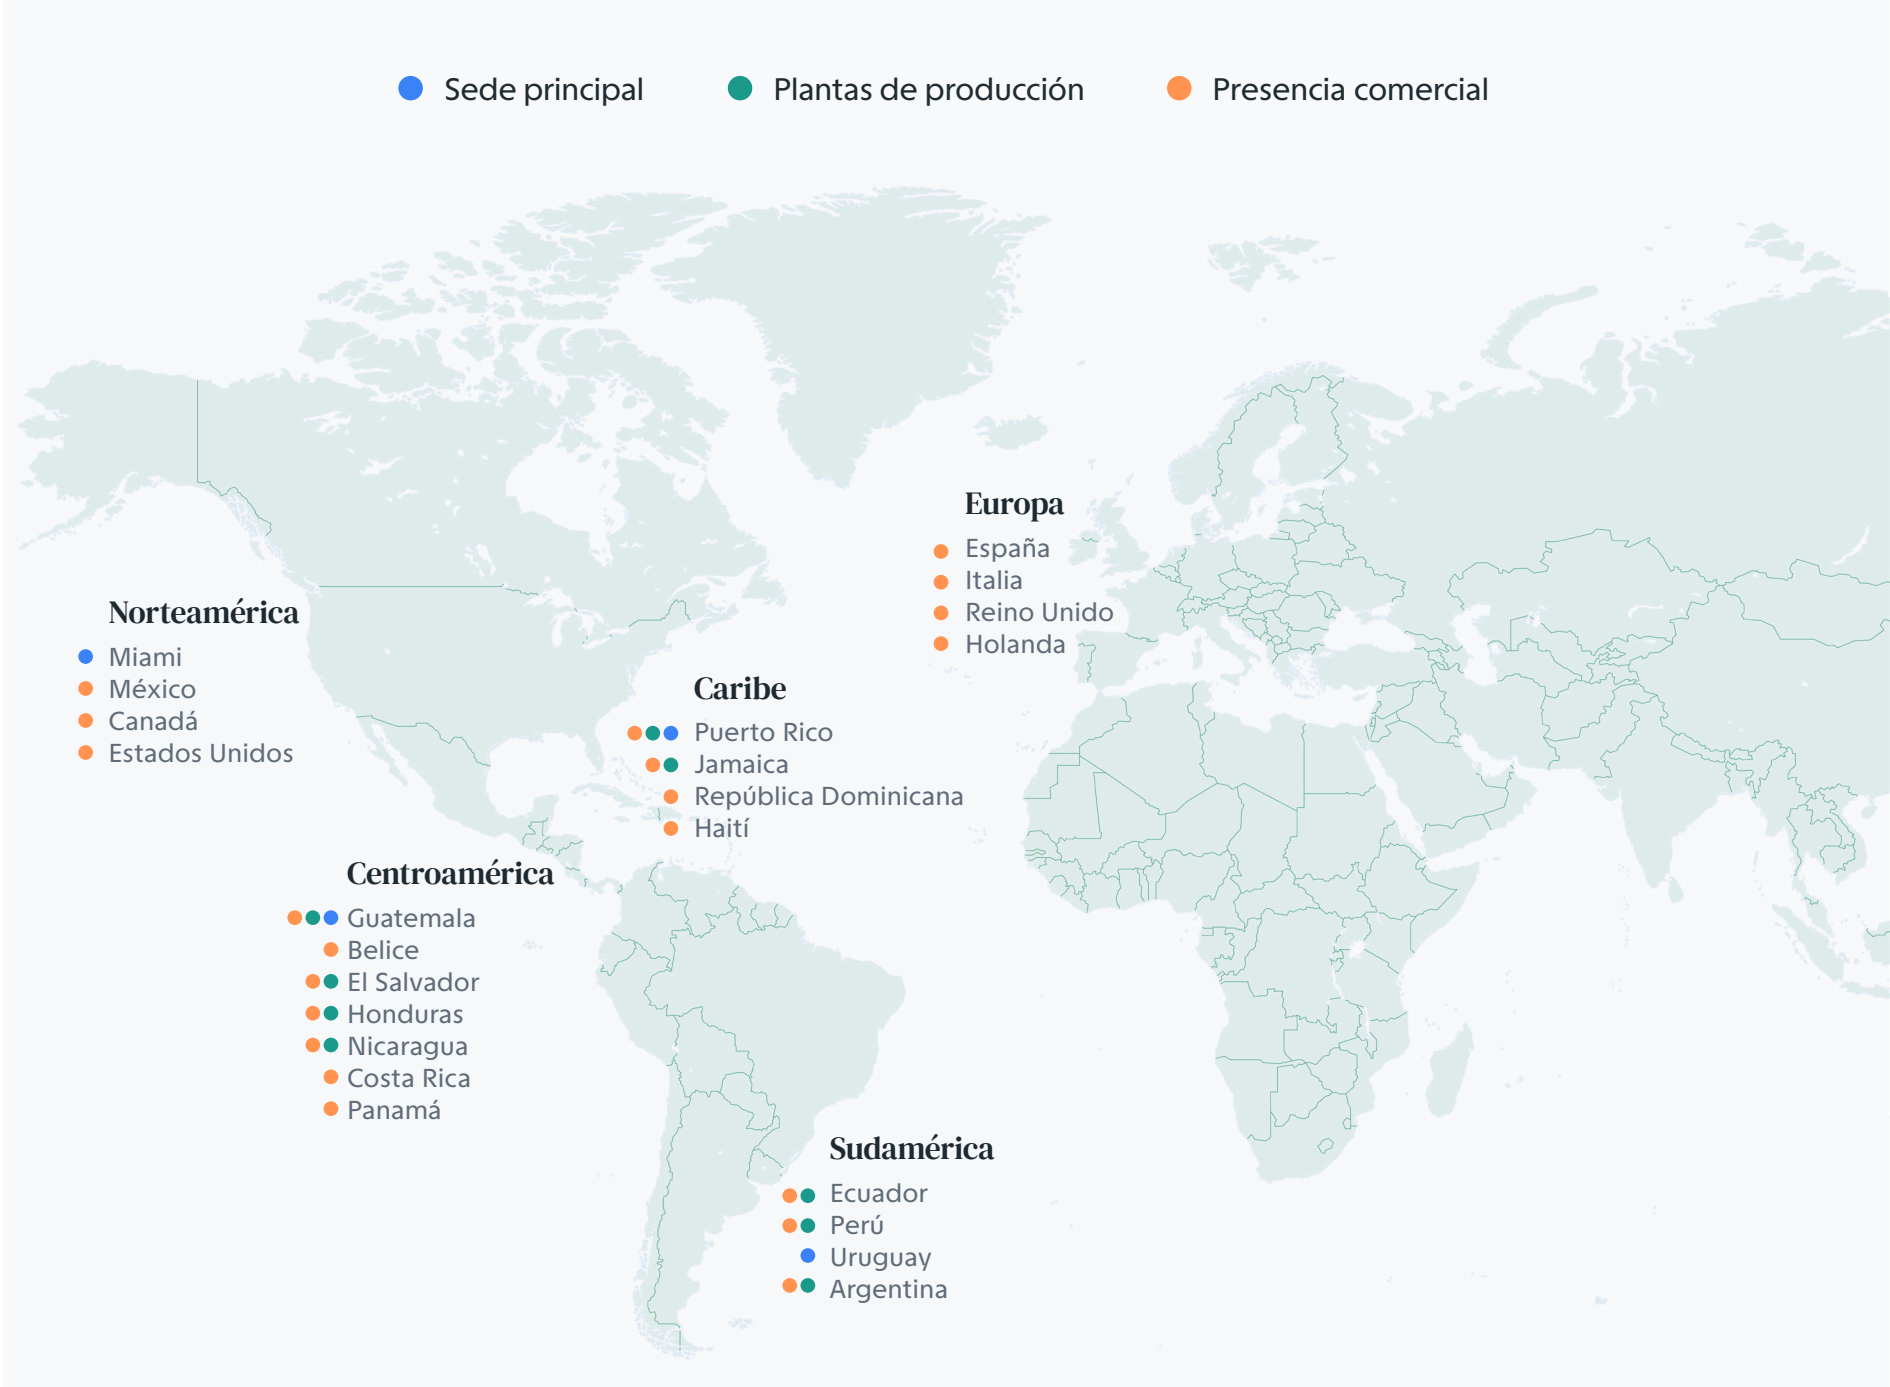 Sede principal
Plantas de producción
Presencia comercial
Europa
España
Italia
Reino Unido
Holanda
Norteamérica
Miami
México
Canadá
Estados Unidos
Caribe
Puerto Rico
Jamaica
República Dominicana
Haití
Centroamérica
Guatemala
Belice
El Salvador
Honduras
Nicaragua
Costa Rica
Panamá
Sudamérica
Ecuador
Perú
Uruguay
Argentina